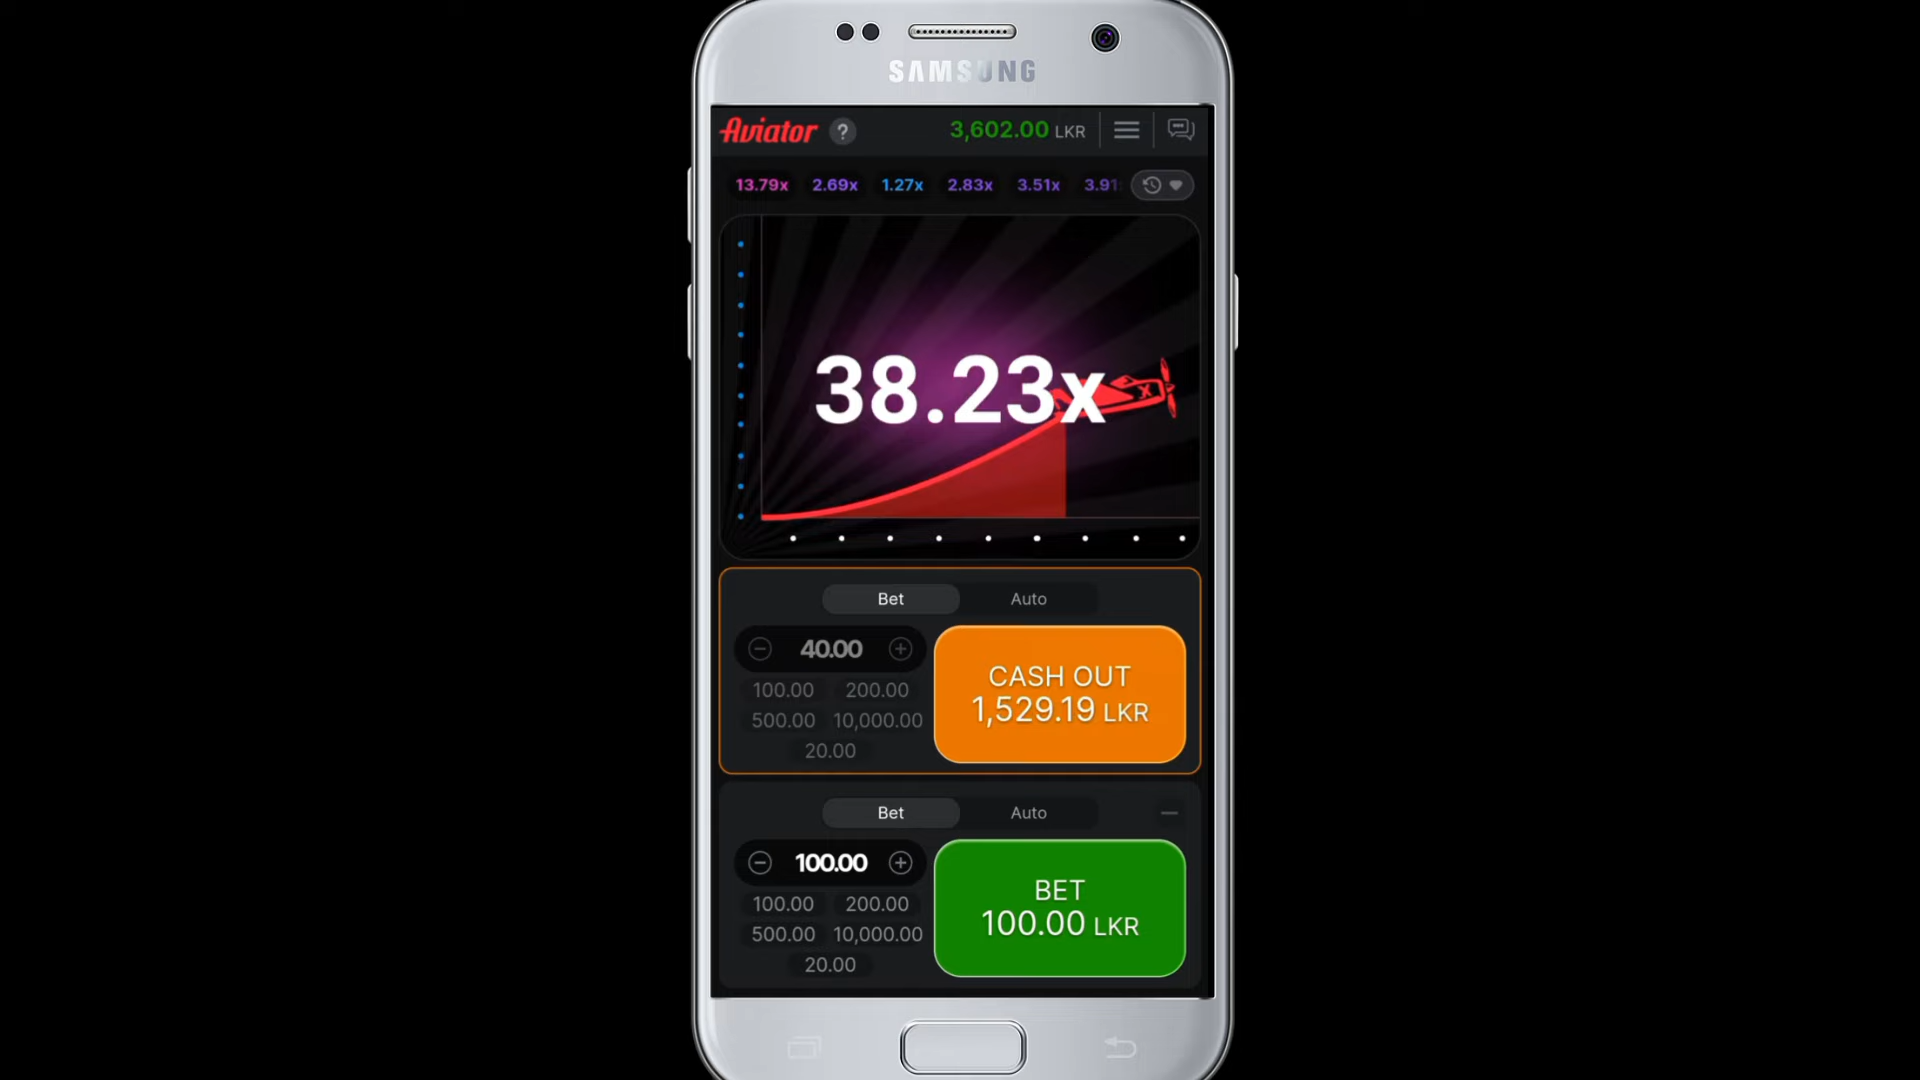 SAMSUNG
Aviator ? 3,602.00 LKR
13.79x 2.69x 1.27x 2.83x 3.51x 3.91
38.23x
X
Bet Auto
40.00
100.00 200.00
500.00 10,000.00
20.00
CASH OUT
1,529.19 LKR
Bet Auto
100.00
100.00 200.00
500.00 10,000.00
20.00
BET
100.00 LKR